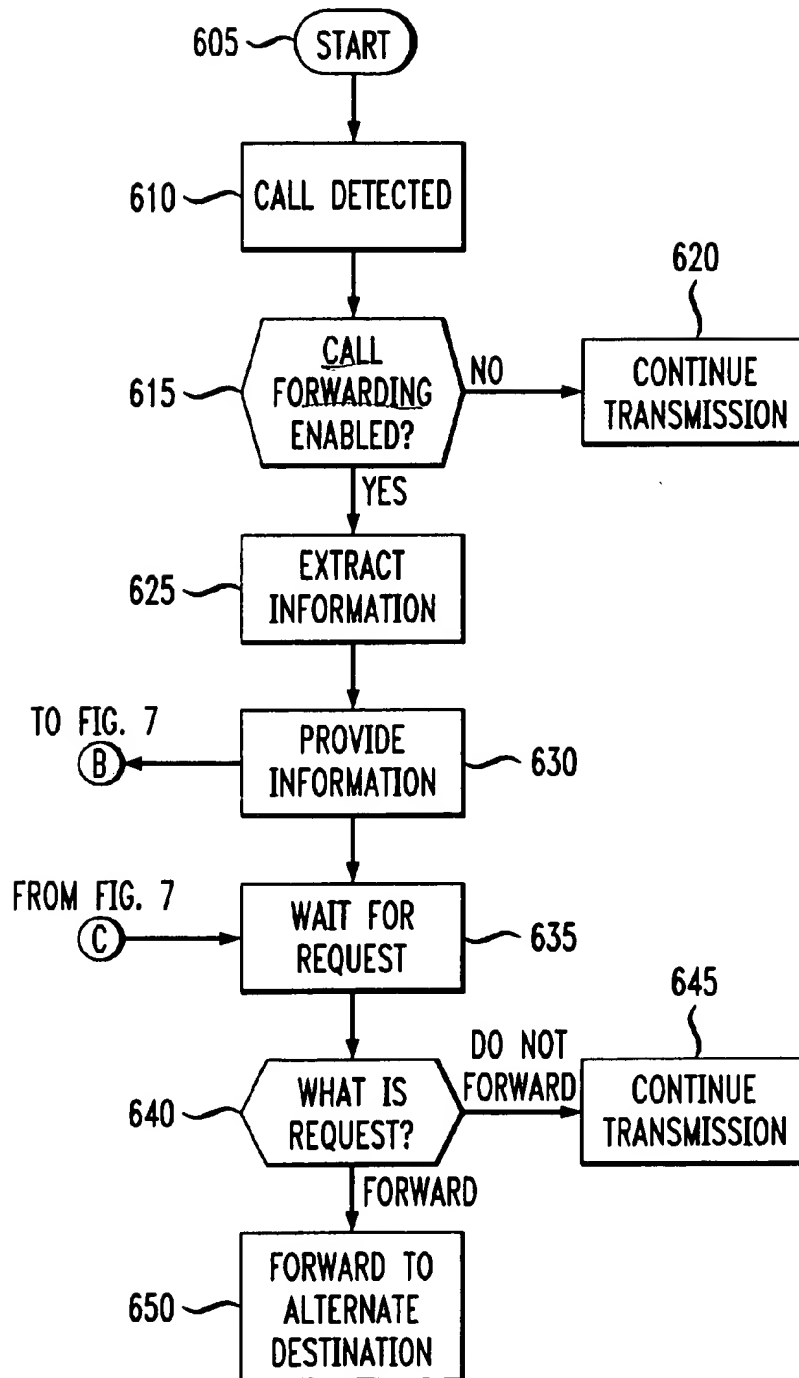 605
START
610
CALL DETECTED
620
615
CALL
FORWARDING
ENABLED?
NO
CONTINUE
TRANSMISSION
YES
625
EXTRACT
INFORMATION
TO FIG. 7
B
PROVIDE
INFORMATION
630
FROM FIG. 7
C
WAIT FOR
REQUEST
635
645
640
WHAT IS
REQUEST?
DO NOT
FORWARD
CONTINUE
TRANSMISSION
FORWARD
650
FORWARD TO
ALTERNATE
DESTINATION